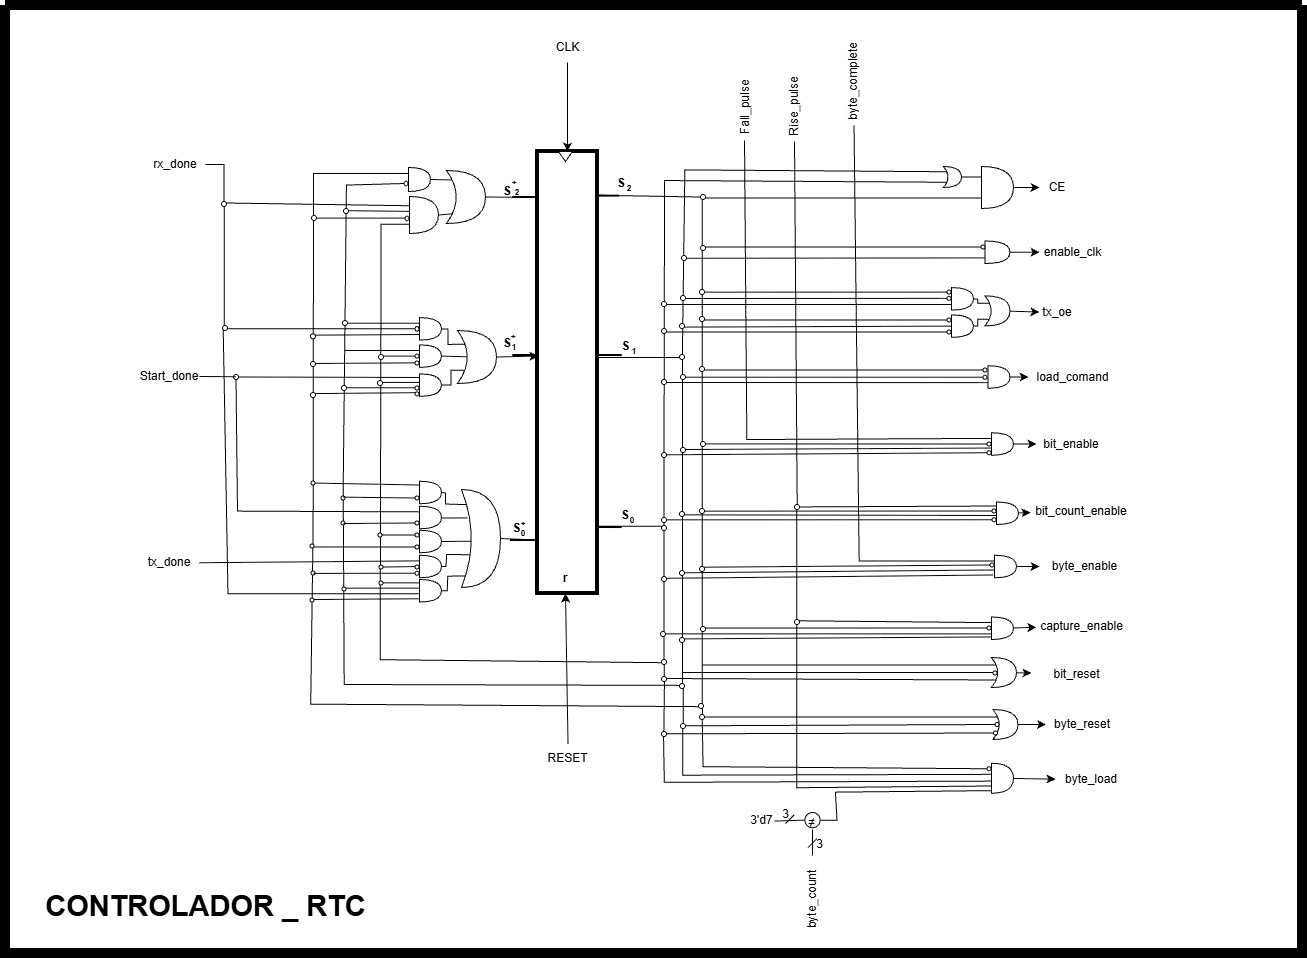 CLK
byte_complete
Rise_pulse
Fall_pulse
rx_done
S2+
S2
CE
enable_clk
tx_oe
S1+
S1
Start_done
load_comand
bit_enable
bit_count_enable
S0+
S0
tx_done
byte_enable
r
capture_enable
bit_reset
byte_reset
RESET
byte_load
3'd7
3
≠
3
byte_count
CONTROLADOR _ RTC